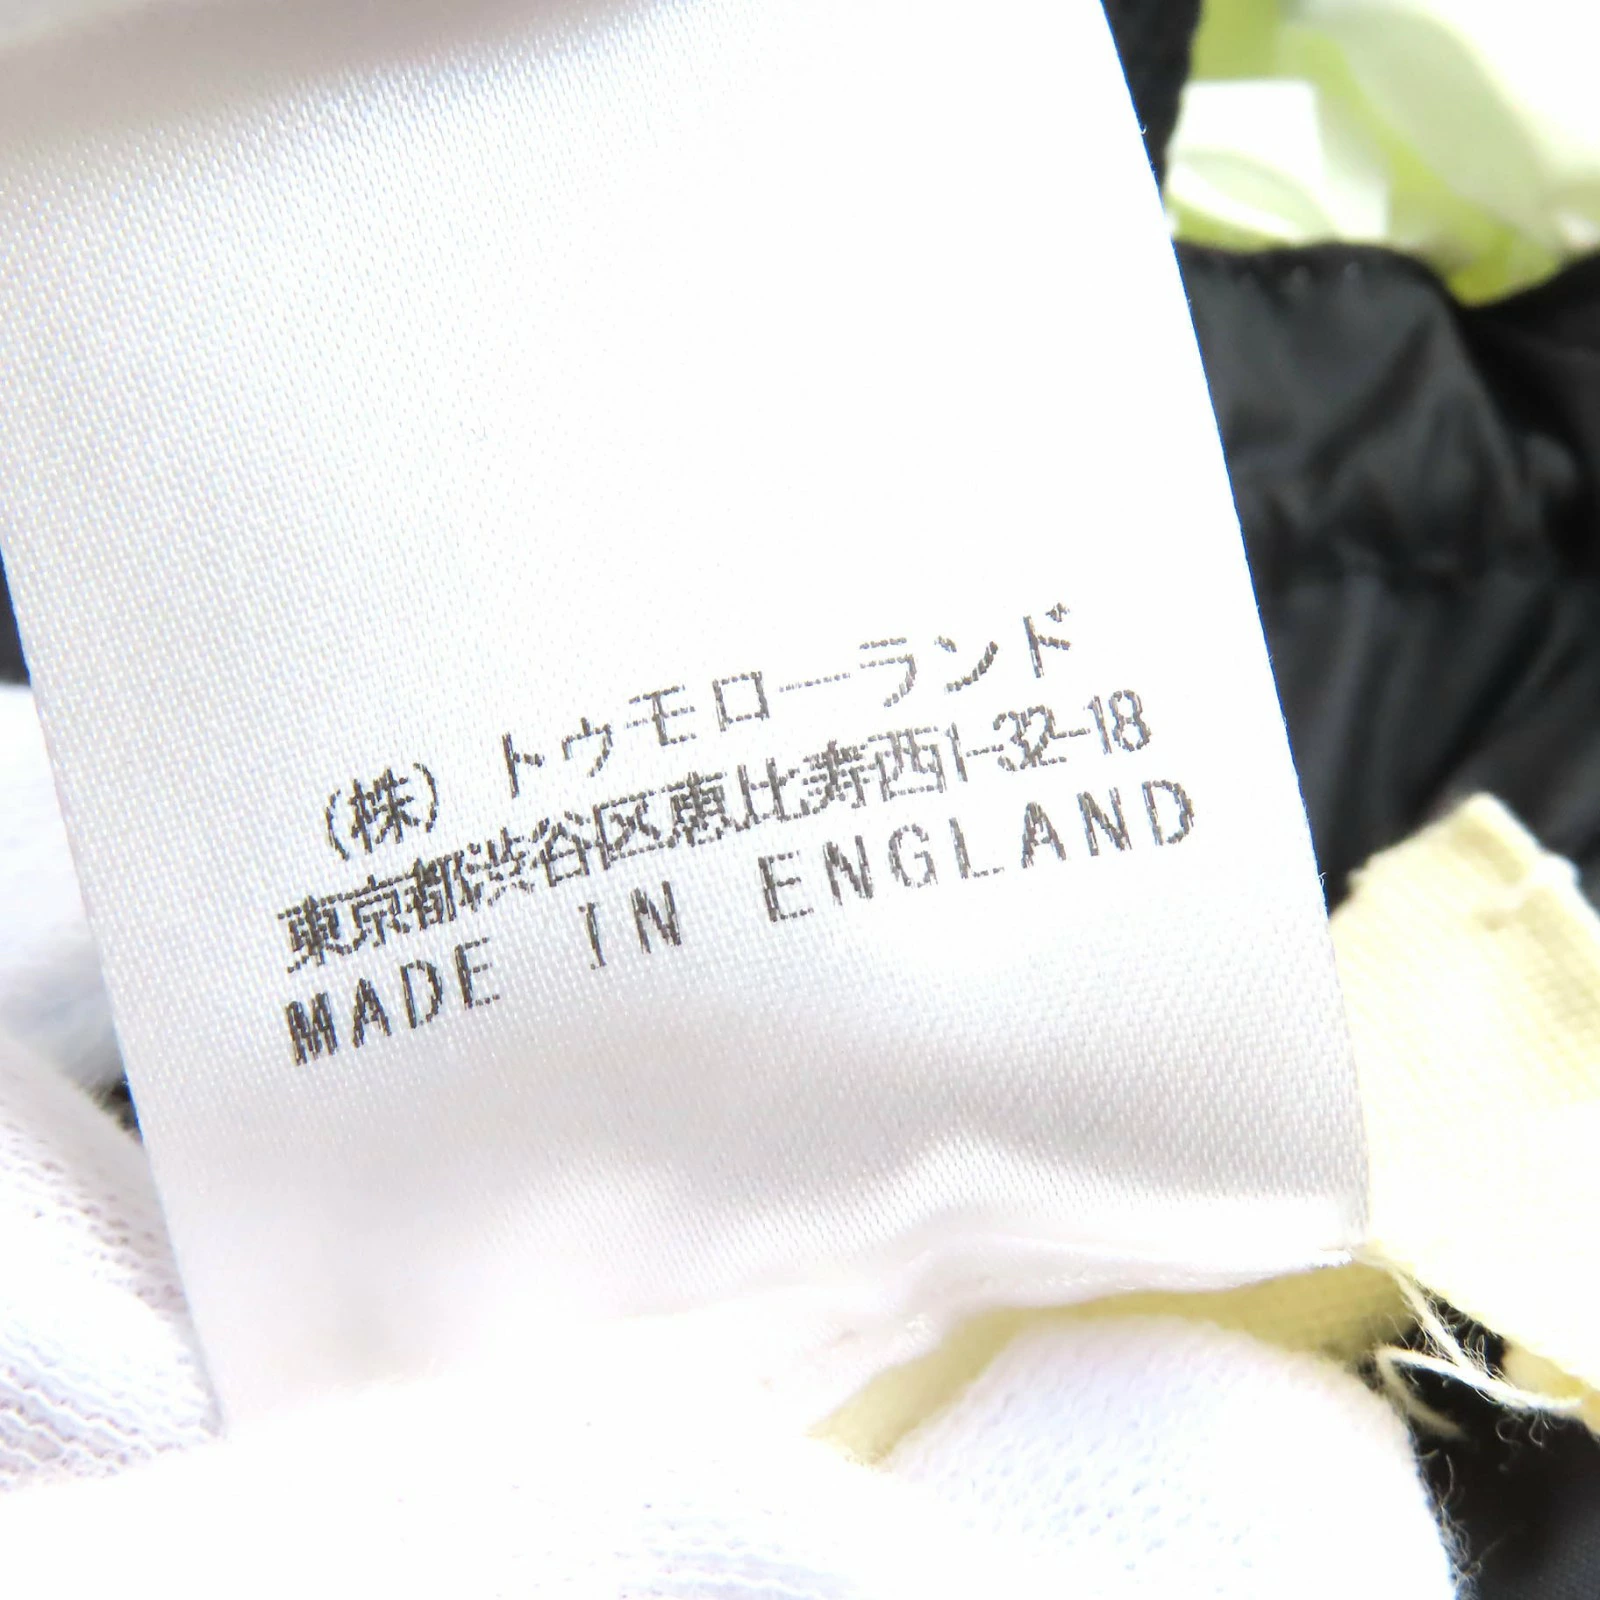 (株) トゥモローランド
東京都渋谷区恵比寿西1-32-18
MADE IN ENGLAND